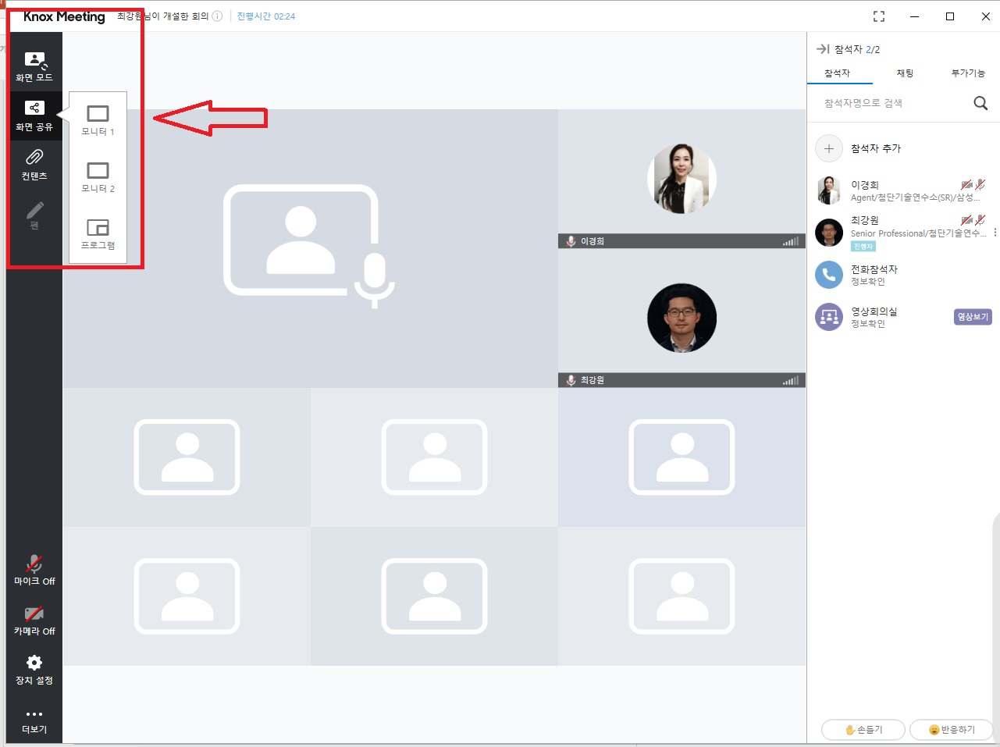 Knox Meeting
최강원님이 개설한 회의
진행시간 02:24
화면 모드
화면 공유
컨텐츠
펜
모니터 1
모니터 2
프로그램
마이크 Off
카메라 Off
장치 설정
더보기
이경희
최강원
참석자 2/2
참석자
채팅
부가기능
참석자명으로 검색
참석자 추가
이경희
Agent/첨단기술연수소(SR)/삼성...
최강원
Senior Professional/첨단기술연수...
진행자
전화참석자
정보확인
영상회의실
정보확인
영상보기
손들기
반응하기